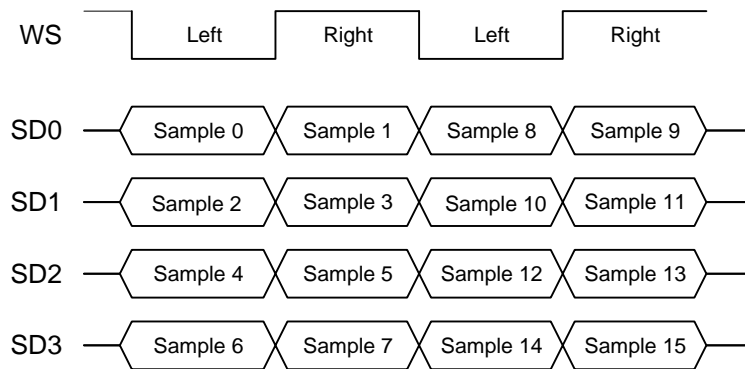 WS Left Right Left Right
SD0 Sample 0 Sample 1 Sample 8 Sample 9
SD1 Sample 2 Sample 3 Sample 10 Sample 11
SD2 Sample 4 Sample 5 Sample 12 Sample 13
SD3 Sample 6 Sample 7 Sample 14 Sample 15